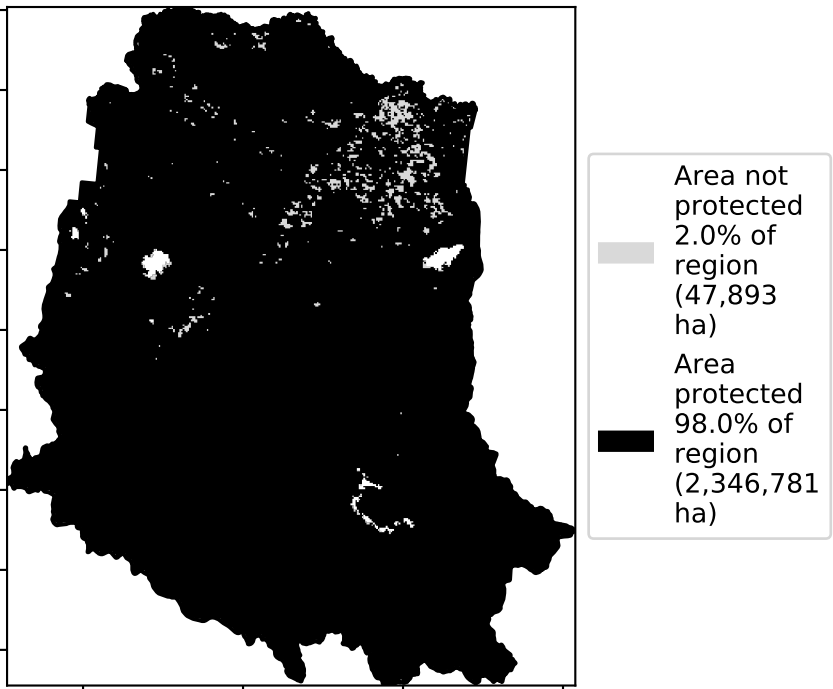 Area not
protected
2.0% of
region
(47,893
ha)
Area
protected
98.0% of
region
(2,346,781
ha)